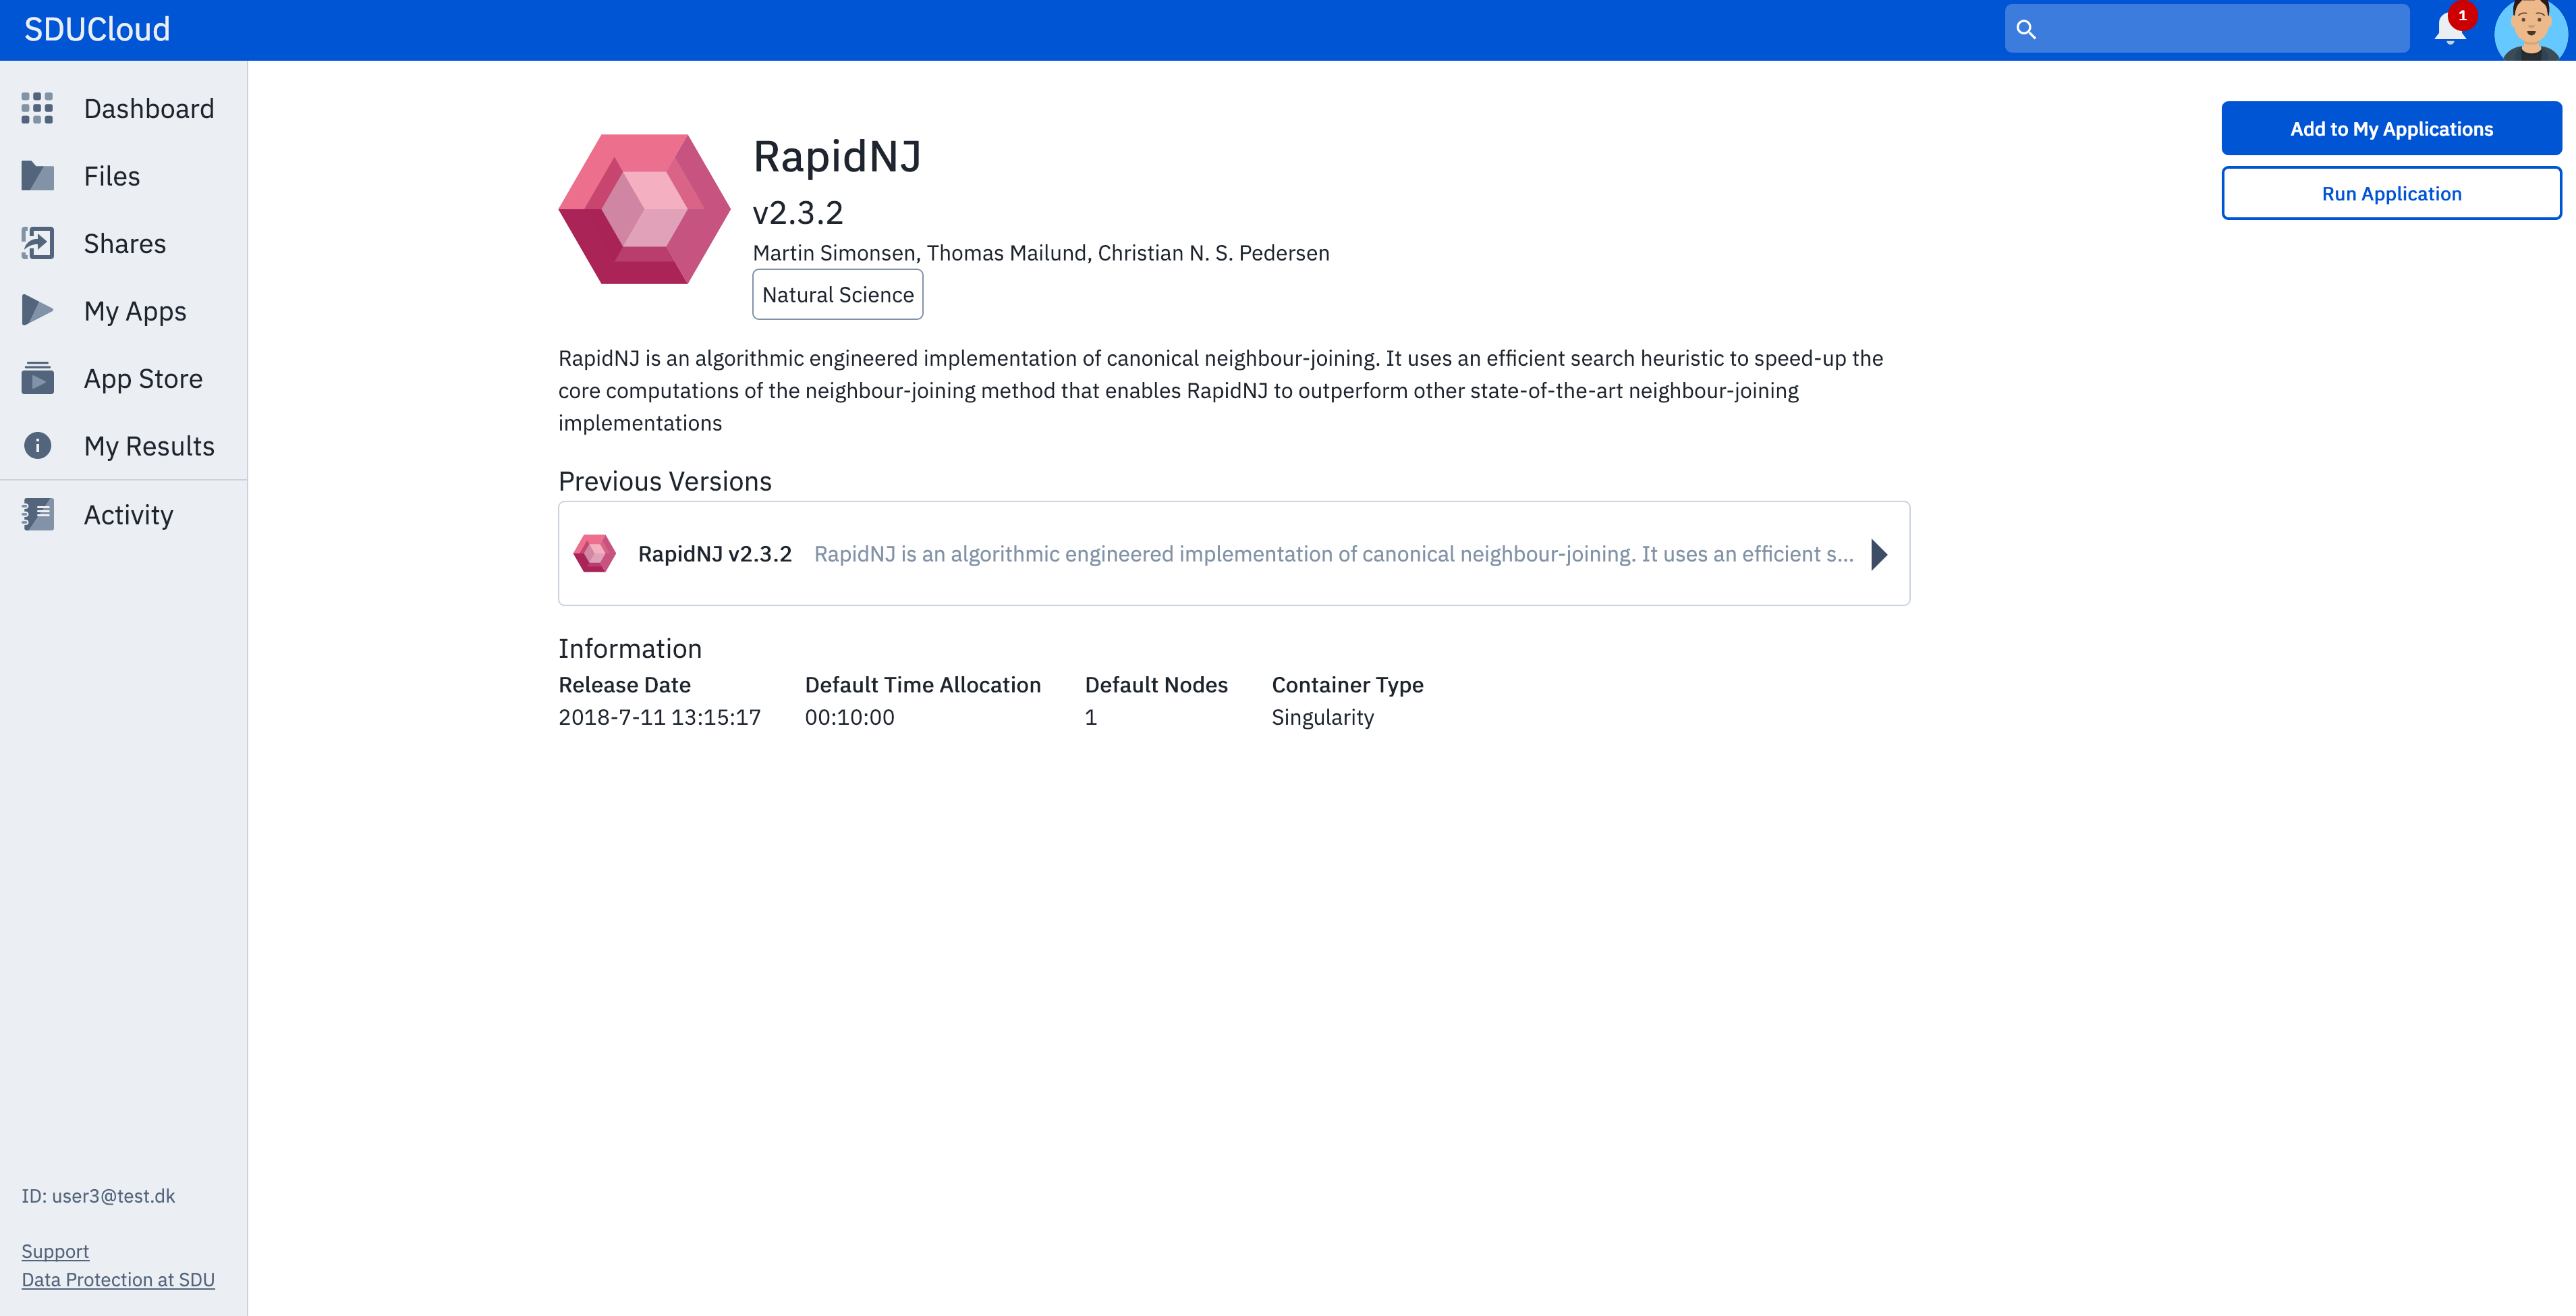 SDUCloud
1
Dashboard
Files
Shares
My Apps
App Store
My Results
Activity
ID: user3@test.dk
Support
Data Protection at SDU
RapidNJ
v2.3.2
Martin Simonsen, Thomas Mailund, Christian N. S. Pedersen
Natural Science
Add to My Applications
Run Application
RapidNJ is an algorithmic engineered implementation of canonical neighbour-joining. It uses an efficient search heuristic to speed-up the
core computations of the neighbour-joining method that enables RapidNJ to outperform other state-of-the-art neighbour-joining
implementations
Previous Versions
RapidNJ v2.3.2 RapidNJ is an algorithmic engineered implementation of canonical neighbour-joining. It uses an efficient s...
Information
Release Date Default Time Allocation Default Nodes Container Type
2018-7-11 13:15:17 00:10:00 1 Singularity